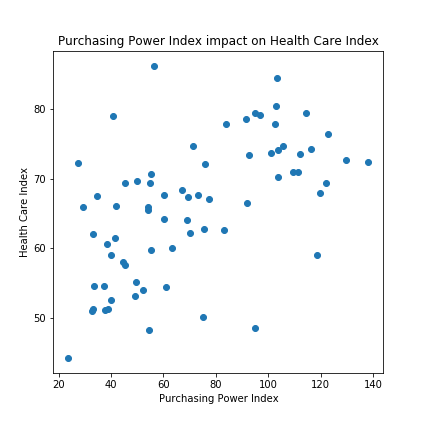 Purchasing Power Index impact on Health Care Index
Health Care Index
80
70
60
50
20 40 60 80 100 120 140
Purchasing Power Index